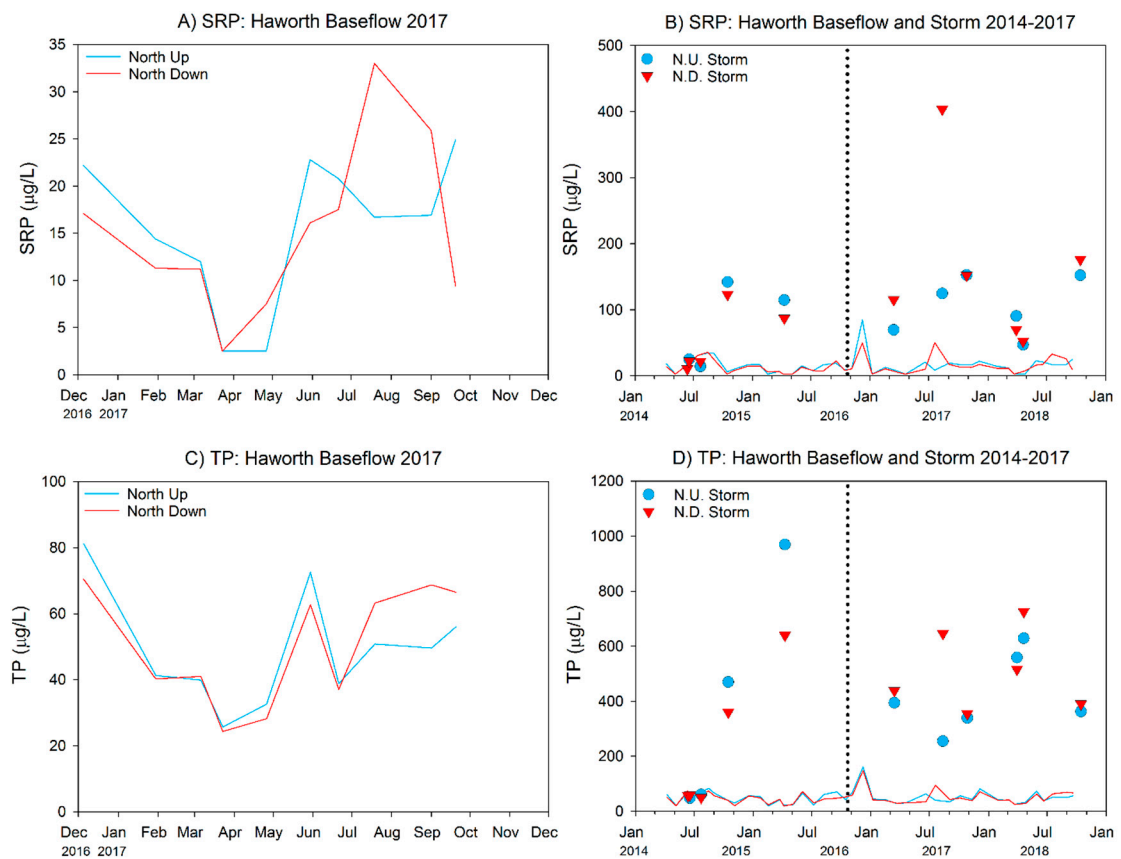 A) SRP: Haworth Baseflow 2017
North Up
North Down
SRP (µg/L)
35
30
25
20
15
10
5
0
Dec Jan Feb Mar Apr May Jun Jul Aug Sep Oct Nov Dec
2016 2017
B) SRP: Haworth Baseflow and Storm 2014-2017
N.U. Storm
N.D. Storm
SRP (µg/L)
500
400
300
200
100
0
Jan Jul Jan Jul Jan Jul Jan Jul Jan
2014 2015 2016 2017 2018
C) TP: Haworth Baseflow 2017
North Up
North Down
TP (µg/L)
100
80
60
40
20
0
Dec Jan Feb Mar Apr May Jun Jul Aug Sep Oct Nov Dec
2016 2017
D) TP: Haworth Baseflow and Storm 2014-2017
N.U. Storm
N.D. Storm
TP (µg/L)
1200
1000
800
600
400
200
0
Jan Jul Jan Jul Jan Jul Jan Jul Jan
2014 2015 2016 2017 2018